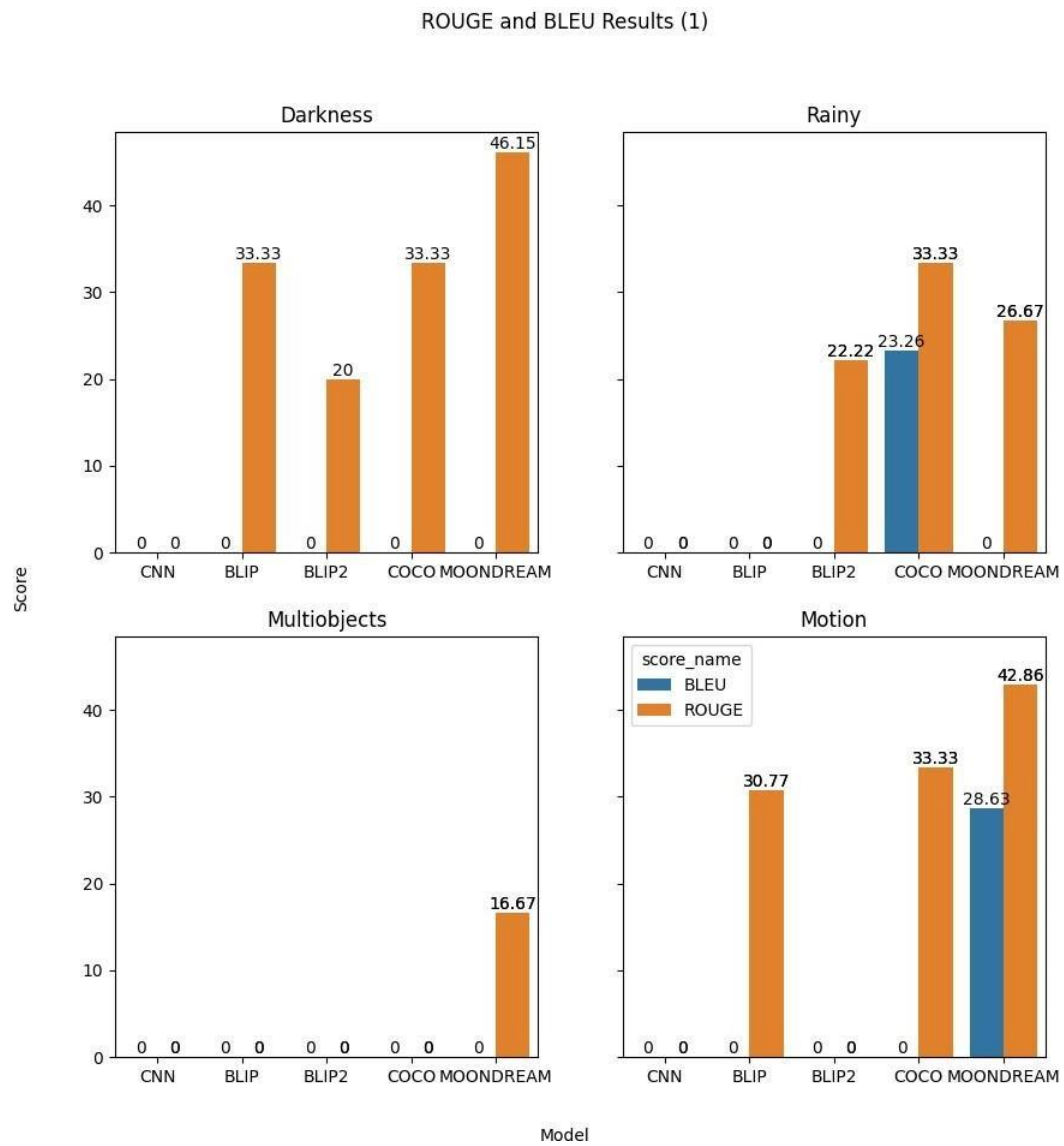 ROUGE and BLEU Results (1)
Darkness
46.15
40
33.33
33.33
30
20
20
10
0
0 0 0 0 0 0
CNN BLIP BLIP2 COCO MOONDREAM
Rainy
33.33
26.67
23.26
22.22
0 0 0 0 0 0
CNN BLIP BLIP2 COCO MOONDREAM
Score
Multiobjects
40
30
20
16.67
10
0
0 0 0 0 0 0 0 0 0
CNN BLIP BLIP2 COCO MOONDREAM
Motion
score_name
BLEU
ROUGE
42.86
33.33
30.77
28.63
0 0 0 0 0 0
CNN BLIP BLIP2 COCO MOONDREAM
Model